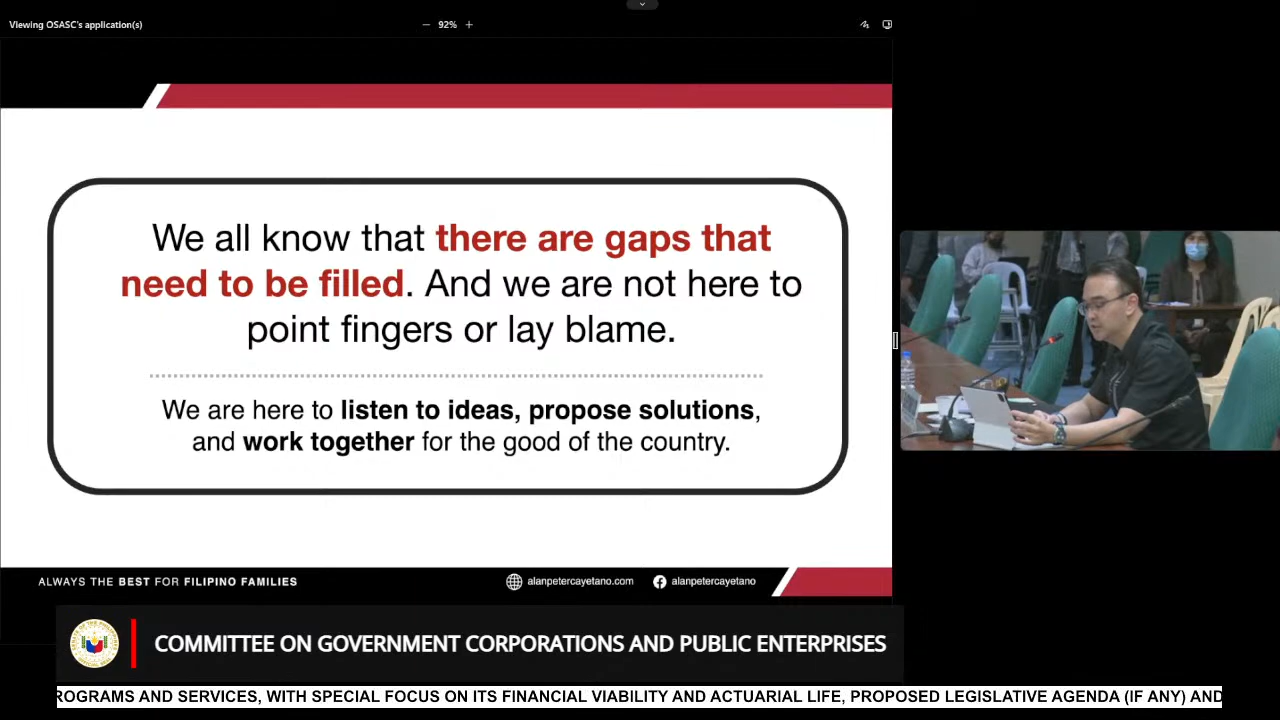 Viewing OSASC's application(s)
92%
We all know that there are gaps that
need to be filled. And we are not here to
point fingers or lay blame.
We are here to listen to ideas, propose solutions,
and work together for the good of the country.
ALWAYS THE BEST FOR FILIPINO FAMILIES
alanpetercayetano.com
alanpetercayetano
COMMITTEE ON GOVERNMENT CORPORATIONS AND PUBLIC ENTERPRISES
ROGRAMS AND SERVICES, WITH SPECIAL FOCUS ON ITS FINANCIAL VIABILITY AND ACTUARIAL LIFE, PROPOSED LEGISLATIVE AGENDA (IF ANY) AND